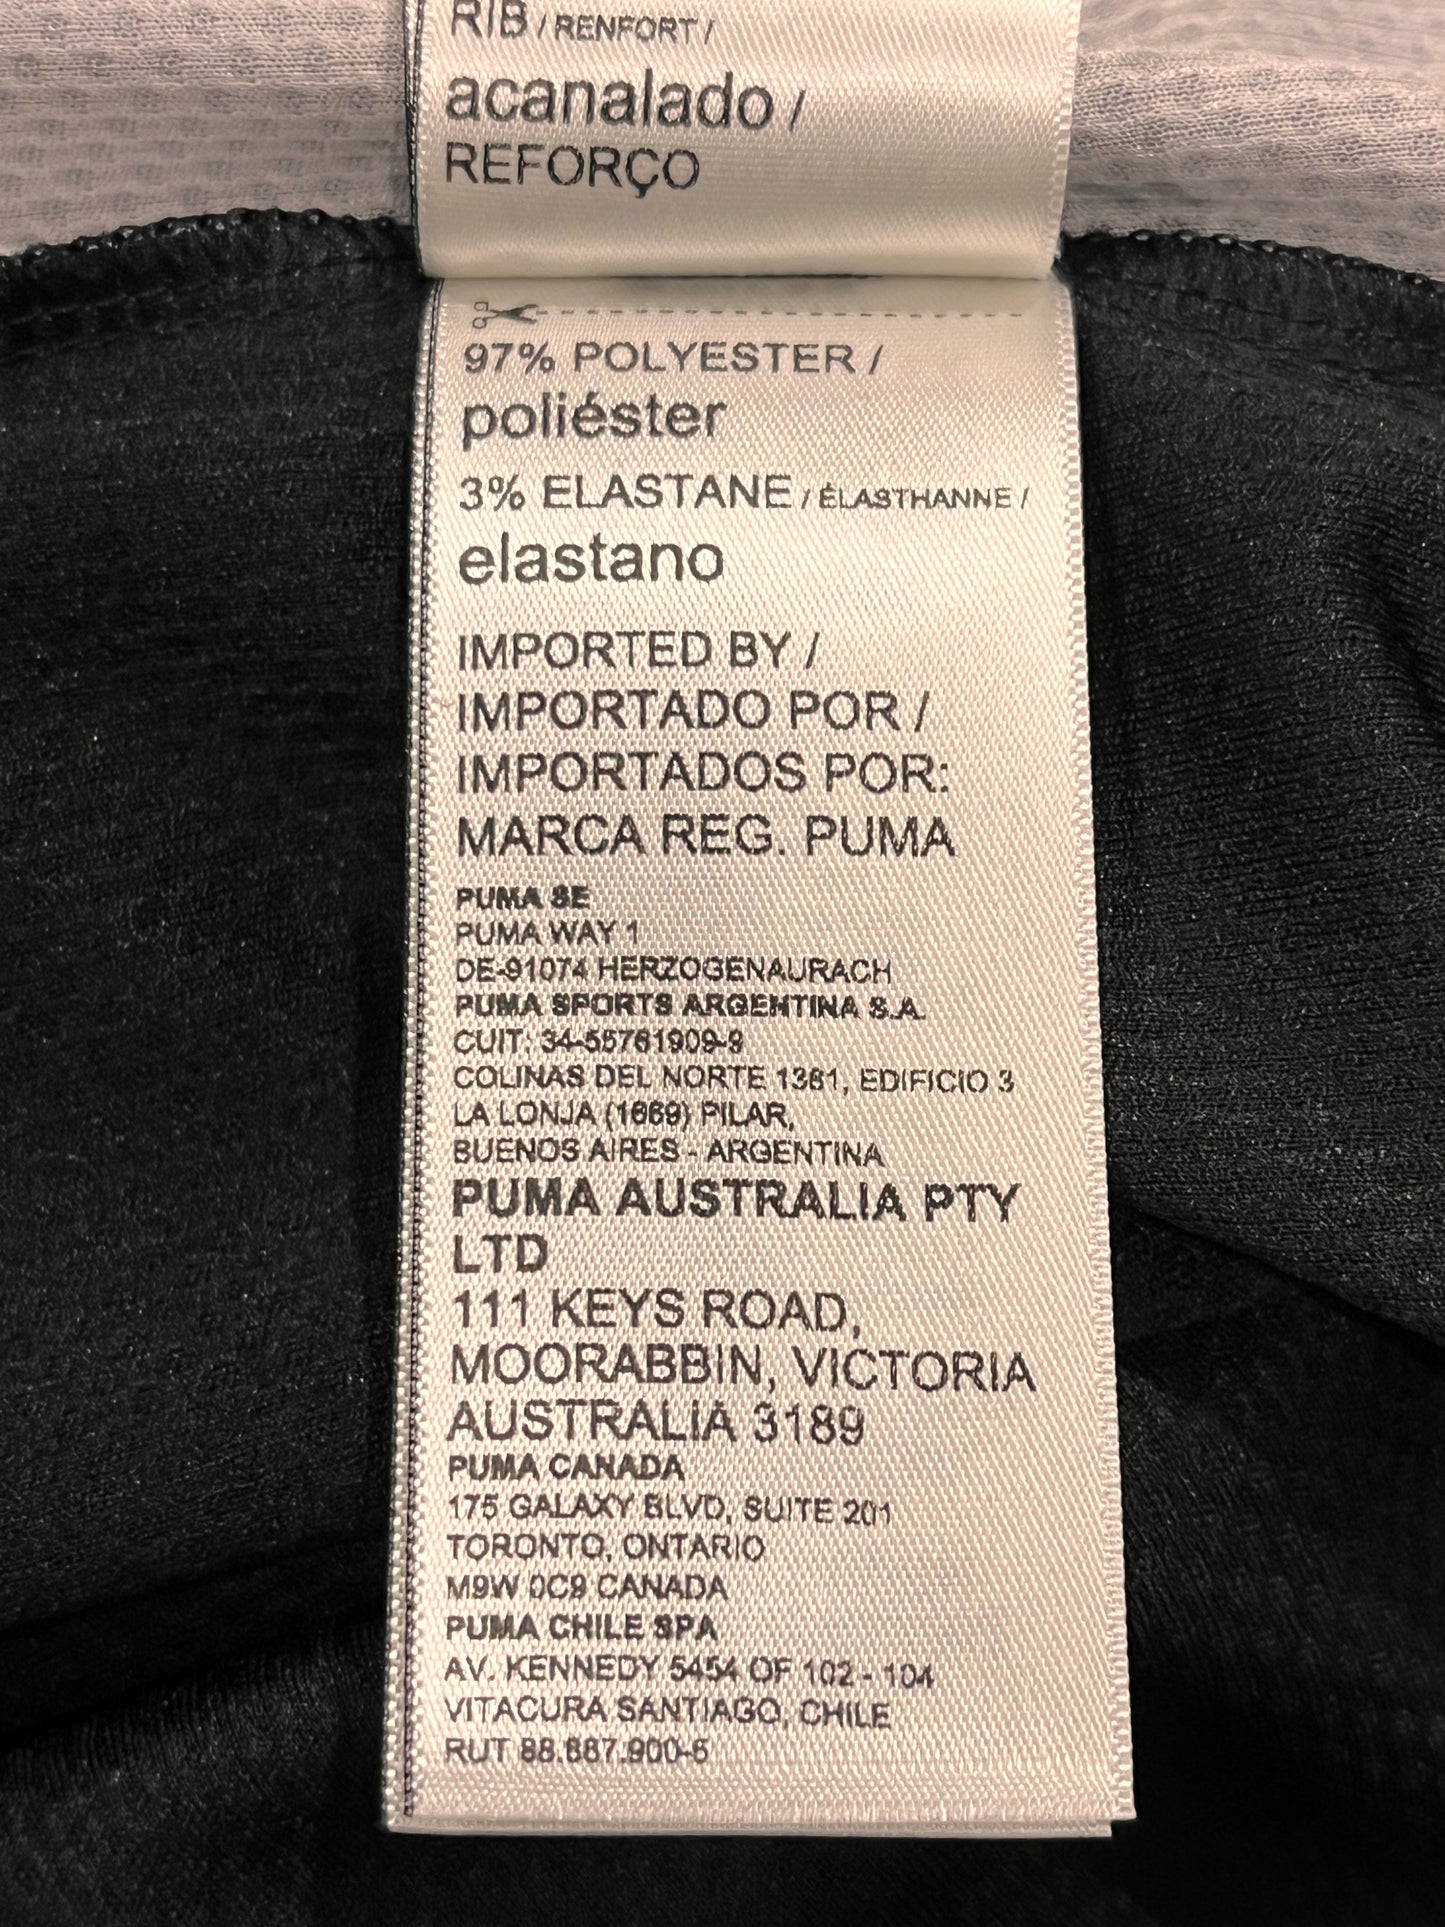 RIB / RENFORT /
acanalado /
REFORÇO
97% POLYESTER /
poliéster
3% ELASTANE / ÉLASTHANNE /
elastano
IMPORTED BY /
IMPORTADO POR /
IMPORTADOS POR:
MARCA REG. PUMA
PUMA SE
PUMA WAY 1
DE-91074 HERZOGENAURACH
PUMA SPORTS ARGENTINA S.A.
CUIT: 34-55761909-9
COLINAS DEL NORTE 1361, EDIFICIO 3
LA LONJA (1669) PILAR,
BUENOS AIRES - ARGENTINA
PUMA AUSTRALIA PTY
LTD
111 KEYS ROAD,
MOORABBIN, VICTORIA
AUSTRALIA 3189
PUMA CANADA
175 GALAXY BLVD, SUITE 201
TORONTO, ONTARIO
M9W 0C9 CANADA
PUMA CHILE SPA
AV. KENNEDY 5454 OF 102 - 104
VITACURA SANTIAGO, CHILE
RUT